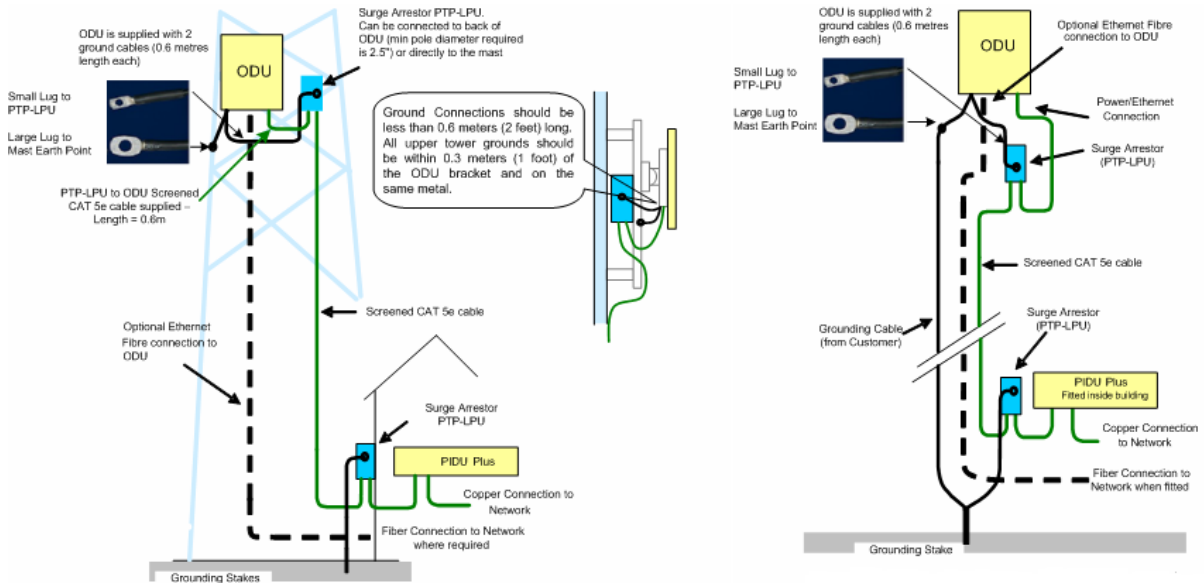 Surge Arrestor PTP-LPU.
Can be connected to back of
ODU (min pole diameter required
is 2.5") or directly to the mast
ODU is supplied with 2
ground cables (0.6 metres
length each)
ODU
Small Lug to
PTP-LPU
Large Lug to
Mast Earth Point
PTP-LPU to ODU Screened
CAT 5e cable supplied –
Length = 0.6m
Ground Connections should be
less than 0.6 meters (2 feet) long.
All upper tower grounds should
be within 0.3 meters (1 foot) of
the ODU bracket and on the
same metal.
Screened CAT 5e cable
Optional Ethernet
Fibre connection to
ODU
Surge Arrestor
PTP-LPU
PIDU Plus
Copper Connection to
Network
Fiber Connection to Network
where required
Grounding Stakes
ODU is supplied with 2
ground cables (0.6 metres
length each)
ODU
Optional Ethernet Fibre
connection to ODU
Small Lug to
PTP-LPU
Large Lug to
Mast Earth Point
Power/Ethernet
Connection
Surge Arrestor
(PTP-LPU)
Screened CAT 5e cable
Grounding Cable
(from Customer)
Surge Arrestor
(PTP-LPU)
PIDU Plus
Fitted inside building
Copper Connection
to Network
Fiber Connection to
Network when fitted
Grounding Stake